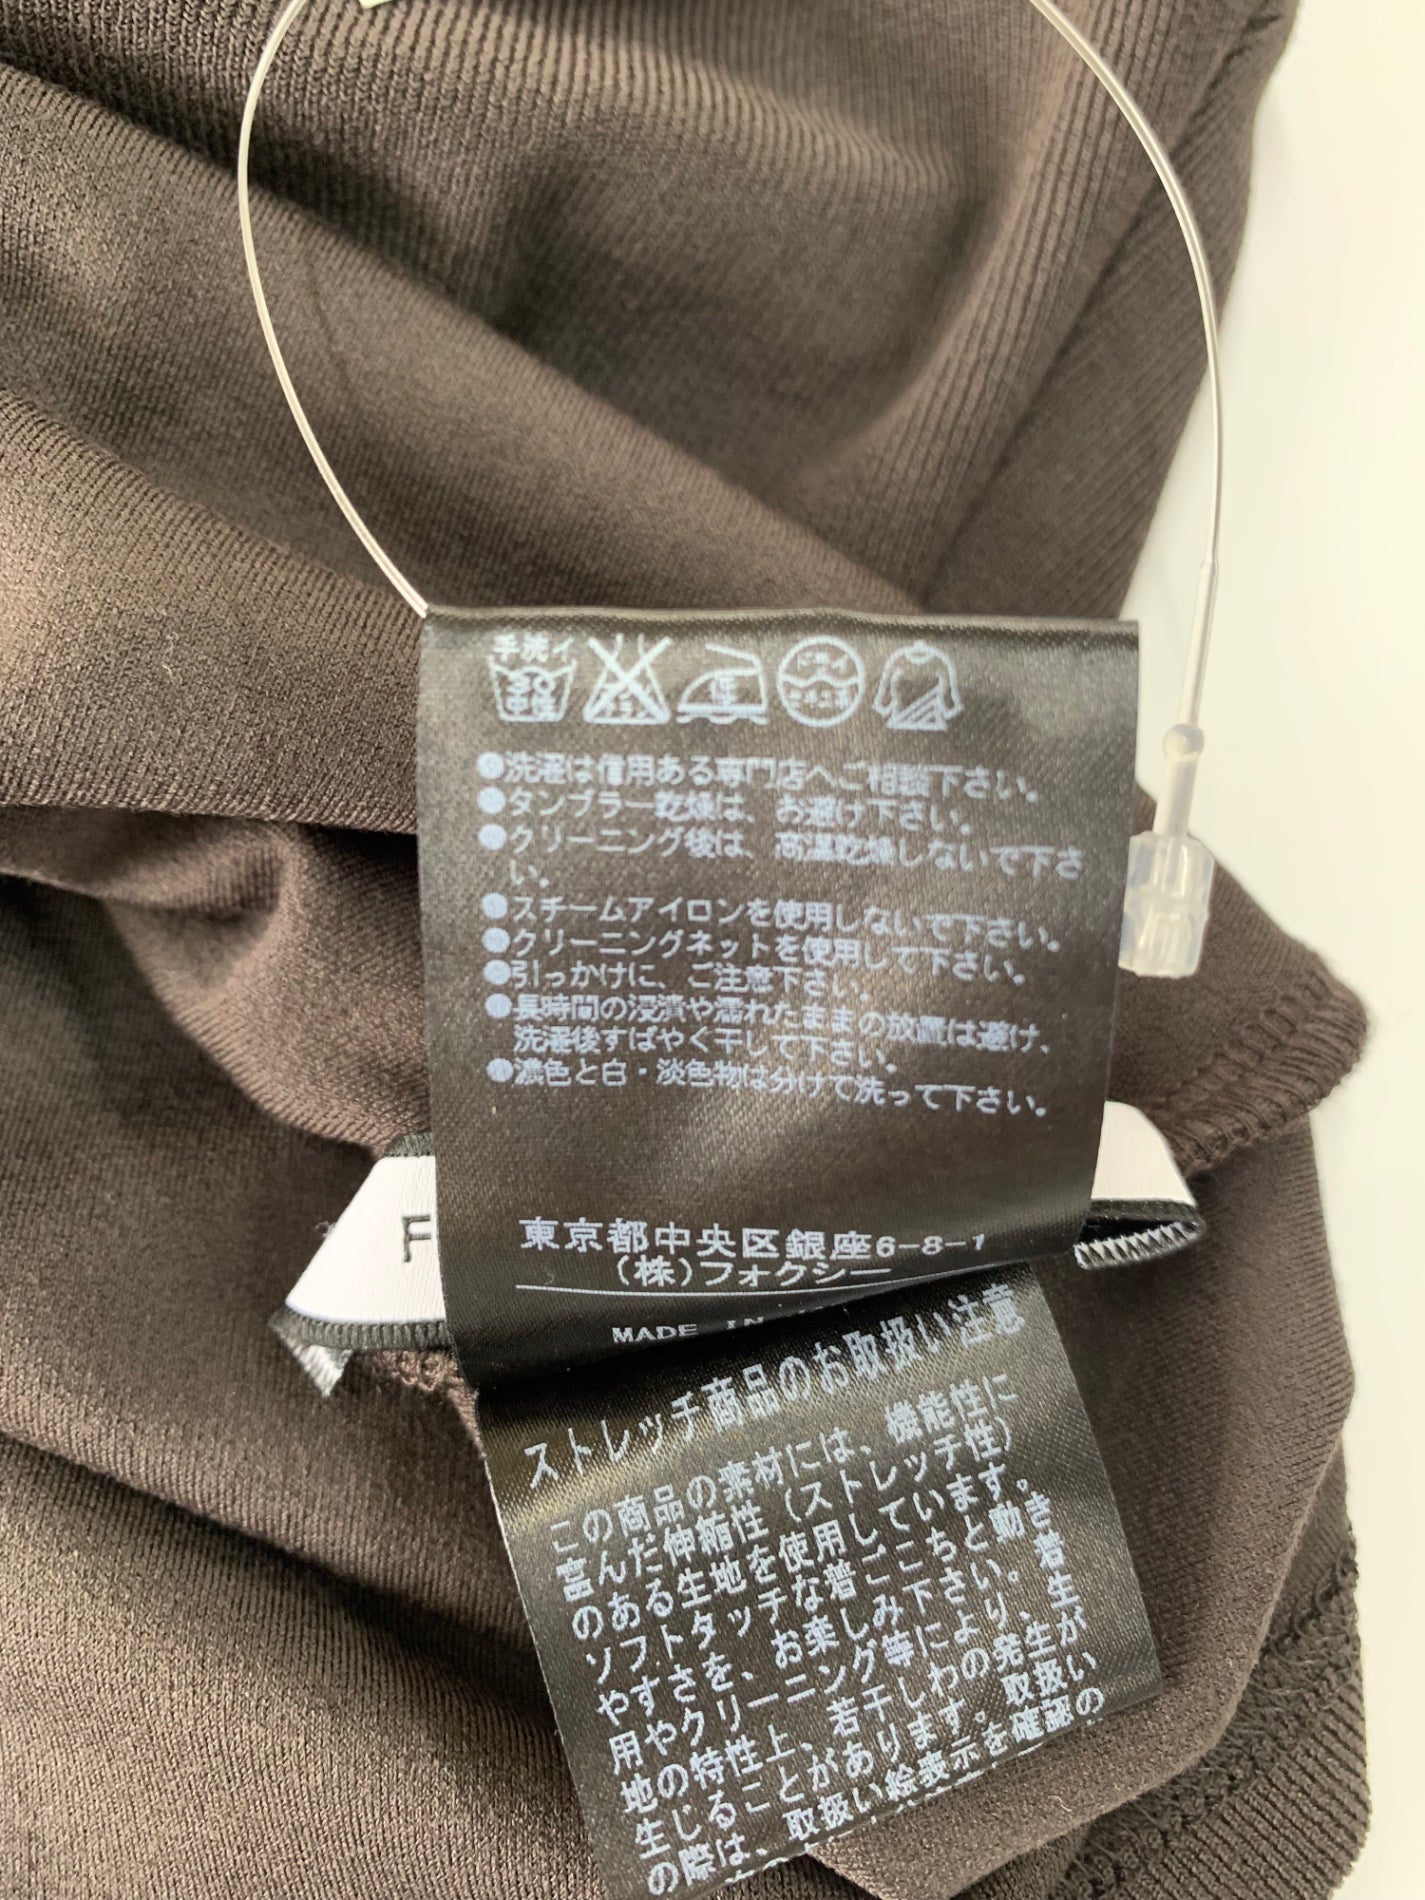 手洗イ
中性
●洗濯は信用ある専門店へご相談下さい。
●タンブラー乾燥は、お避け下さい。
●クリーニング後は、高温乾燥しないで下さ
い。
●スチームアイロンを使用しないで下さい。
●クリーニングネットを使用して下さい。
●引っかけに、ご注意下さい。
●長時間の浸漬や濡れたままの放置は避け、
洗濯後すばやく干して下さい。
●濃色と白・淡色物は分けて洗って下さい。
F
東京都中央区銀座6-8-1
(株)フォクシー
MADE IN
ストレッチ商品のお取扱い注意
この商品の素材には、機能性に
富んだ伸縮性(ストレッチ性)
のある生地を使用しています。
ソフトタッチな着ごこちと動き
やすさを、お楽しみ下さい。着
用やクリーニング等により、生
地の特性上、若干しわの発生が
生じることがあります。取扱い
の際は、取扱い絵表示を確認の